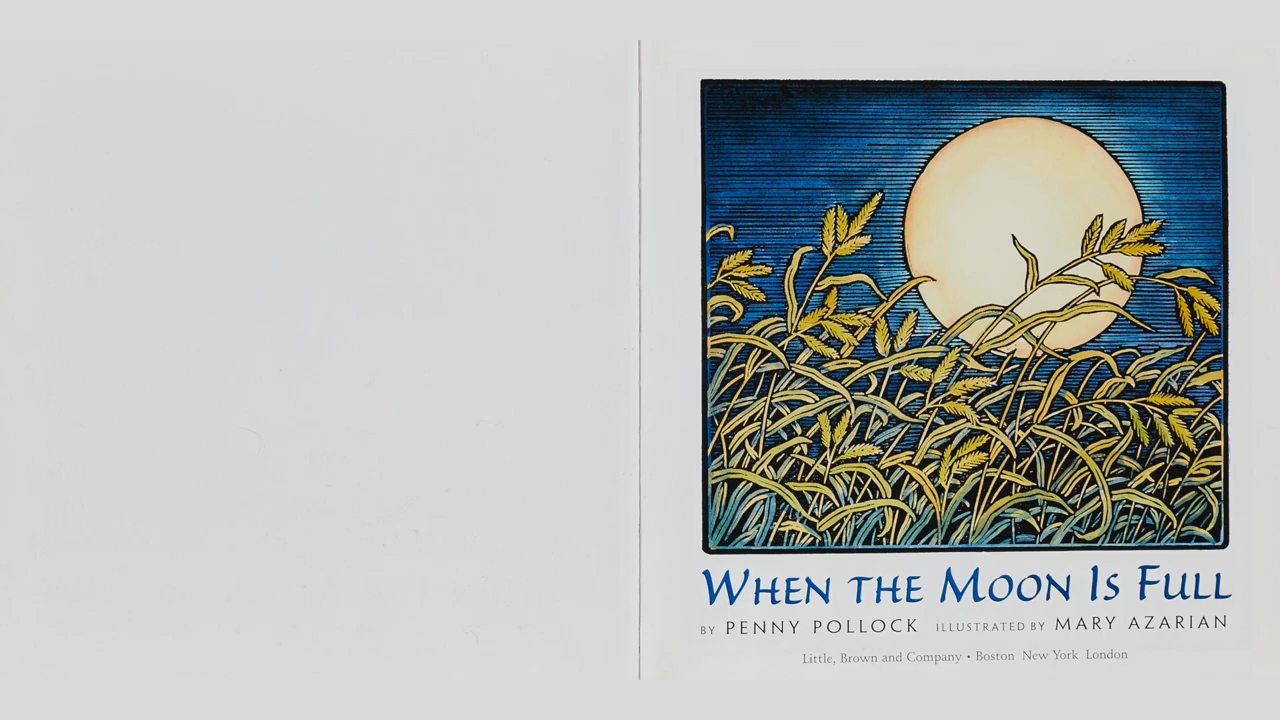 WHEN THE MOON IS FULL
BY PENNY POLLOCK ILLUSTRATED BY MARY AZARIAN
Little, Brown and Company • Boston New York London